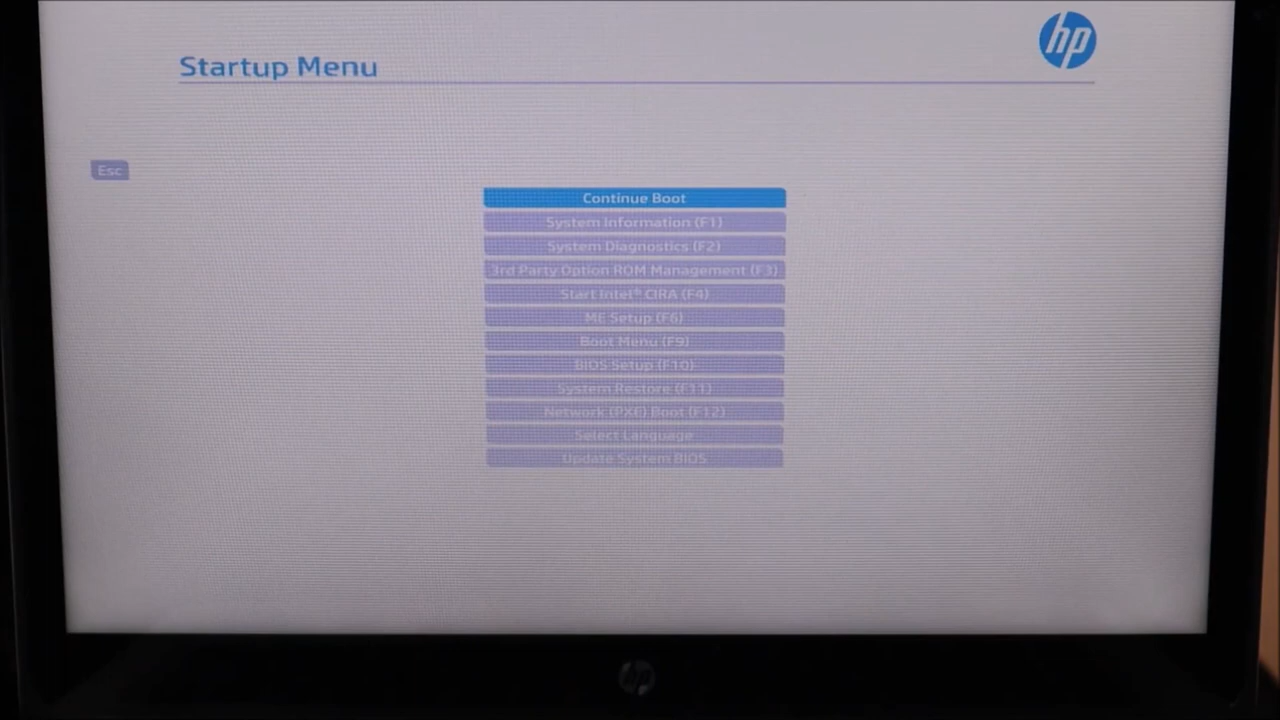 hp
Startup Menu
Esc
Continue Boot
System Information (F1)
System Diagnostics (F2)
3rd Party Option ROM Management (F3)
Start Intel® CIRA (F4)
ME Setup (F6)
Boot Menu (F9)
BIOS Setup (F10)
System Restore (F11)
Network (PXE) Boot (F12)
Select Language
Update System BIOS
hp